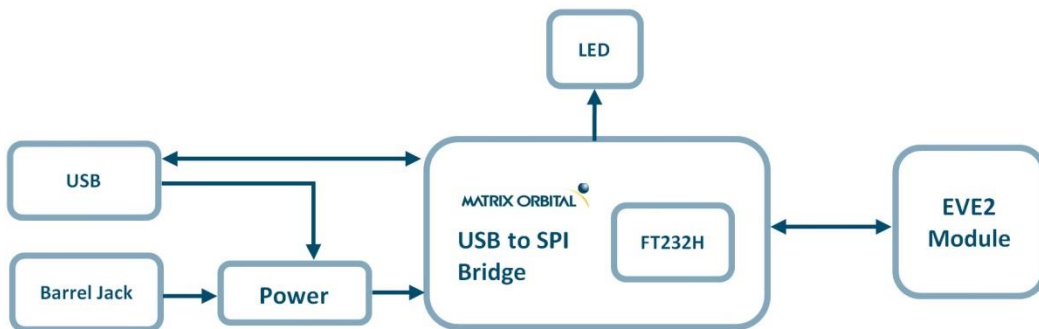 LED
USB
MATRIX ORBITAL
USB to SPI
Bridge
FT232H
EVE2
Module
Barrel Jack
Power